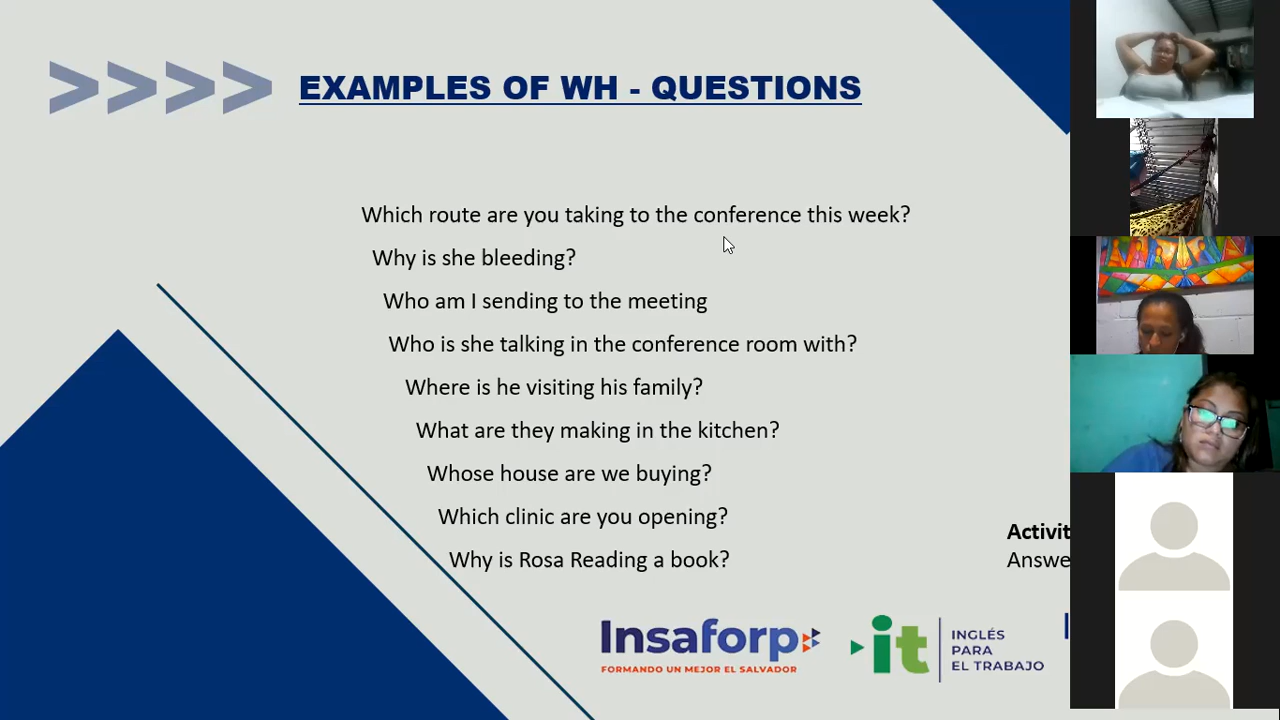 EXAMPLES OF WH - QUESTIONS
Which route are you taking to the conference this week?
Why is she bleeding?
Who am I sending to the meeting
Who is she talking in the conference room with?
Where is he visiting his family?
What are they making in the kitchen?
Whose house are we buying?
Which clinic are you opening?
Why is Rosa Reading a book?
Activit
Answe
Insaforp
FORMANDO UN MEJOR EL SALVADOR
it
INGLÉS
PARA
EL TRABAJO